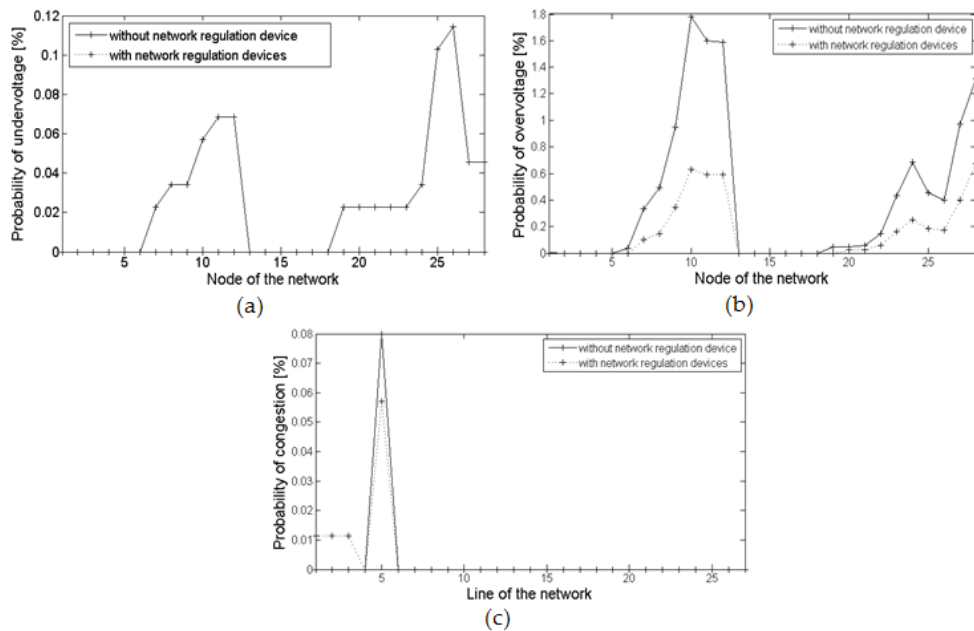 0.12
0.1
0.08
0.06
0.04
0.02
0
Probability of undervoltage [%]
without network regulation device
with network regulation devices
5 10 15 20 25
Node of the network
(a)
1.8
1.6
1.4
1.2
1.0
0.8
0.6
0.4
0.2
0
Probability of overvoltage [%]
without network regulation device
with network regulation devices
5 10 15 20 25
Node of the network
(b)
0.08
0.07
0.06
0.05
0.04
0.03
0.02
0.01
0
Probability of congestion [%]
without network regulation device
with network regulation devices
5 10 15 20 25
Line of the network
(c)